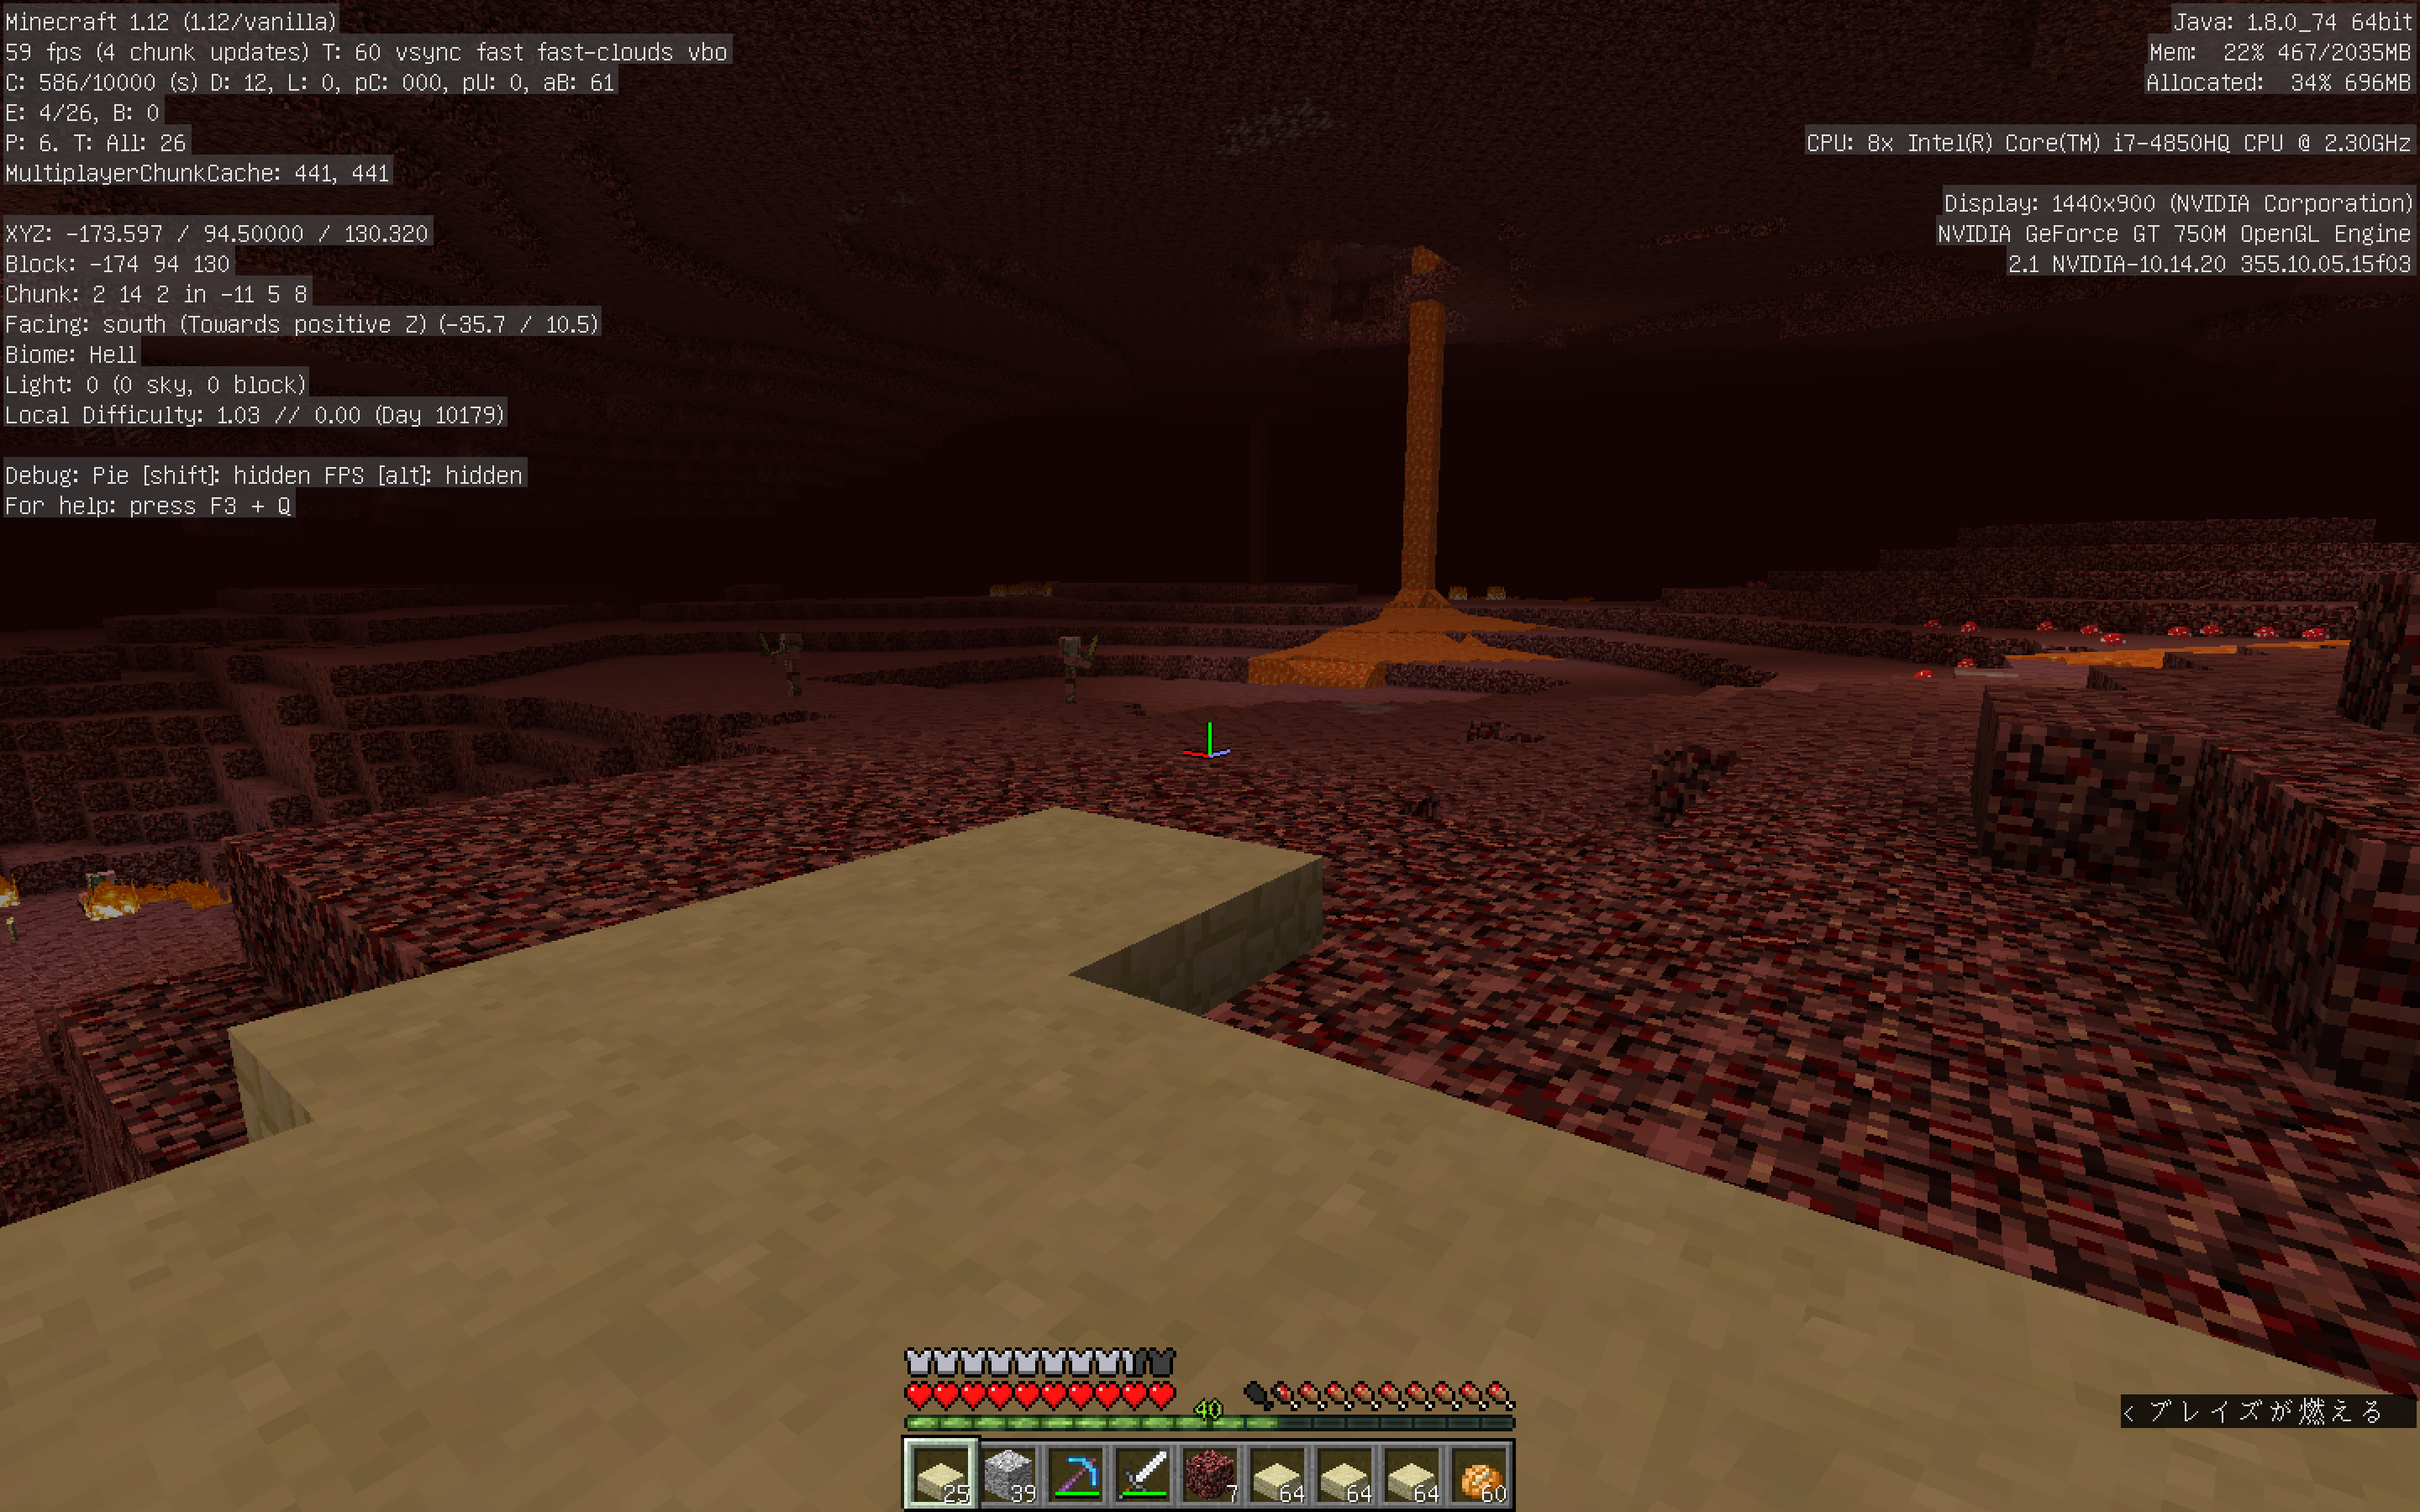 Minecraft 1.12 (1.12/vanilla)
59 fps (4 chunk updates) T: 60 vsync fast fast-clouds vbo
C: 586/10000 (s) D: 12, L: 0, pC: 000, pU: 0, aB: 61
E: 4/26, B: 0
P: 6. T: All: 26
MultiplayerChunkCache: 441, 441
XYZ: -173.597 / 94.50000 / 130.320
Block: -174 94 130
Chunk: 2 14 2 in -11 5 8
Facing: south (Towards positive Z) (-35.7 / 10.5)
Biome: Hell
Light: 0 (0 sky, 0 block)
Local Difficulty: 1.03 // 0.00 (Day 10179)
Debug: Pie [shift]: hidden FPS [alt]: hidden
For help: press F3 + Q
Java: 1.8.0_74 64bit
Mem: 22% 467/2035MB
Allocated: 34% 696MB
CPU: 8x Intel(R) Core(TM) i7-4850HQ CPU @ 2.30GHz
Display: 1440x900 (NVIDIA Corporation)
NVIDIA GeForce GT 750M OpenGL Engine
2.1 NVIDIA-10.14.20 355.10.05.15f03
< ブレイズが燃える
40
25 39 7 64 64 64 60